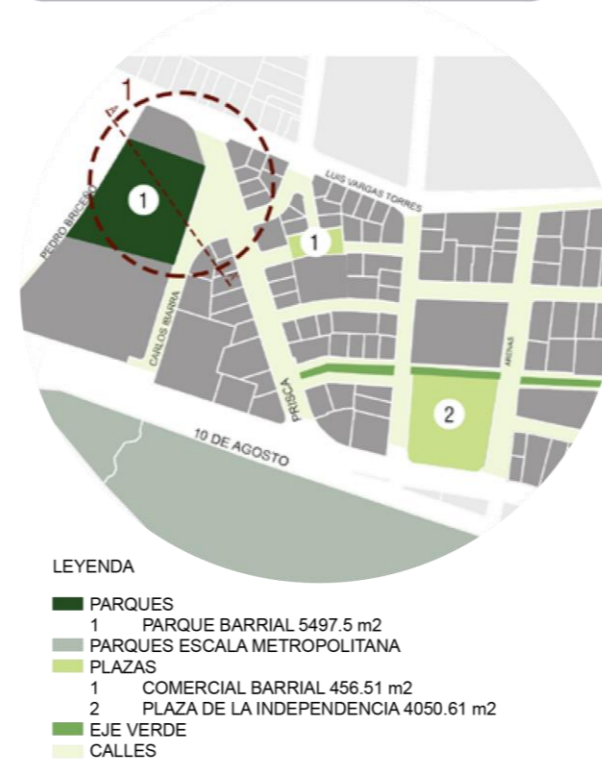 1
A
1
PEDRO BRICEÑO
LUIS VARGAS TORRES
1
A
CARLOS IBARRA
PRISCA
ARENAS
2
10 DE AGOSTO
LEYENDA
PARQUES
1 PARQUE BARRIAL 5497.5 m2
PARQUES ESCALA METROPOLITANA
PLAZAS
1 COMERCIAL BARRIAL 456.51 m2
2 PLAZA DE LA INDEPENDENCIA 4050.61 m2
EJE VERDE
CALLES